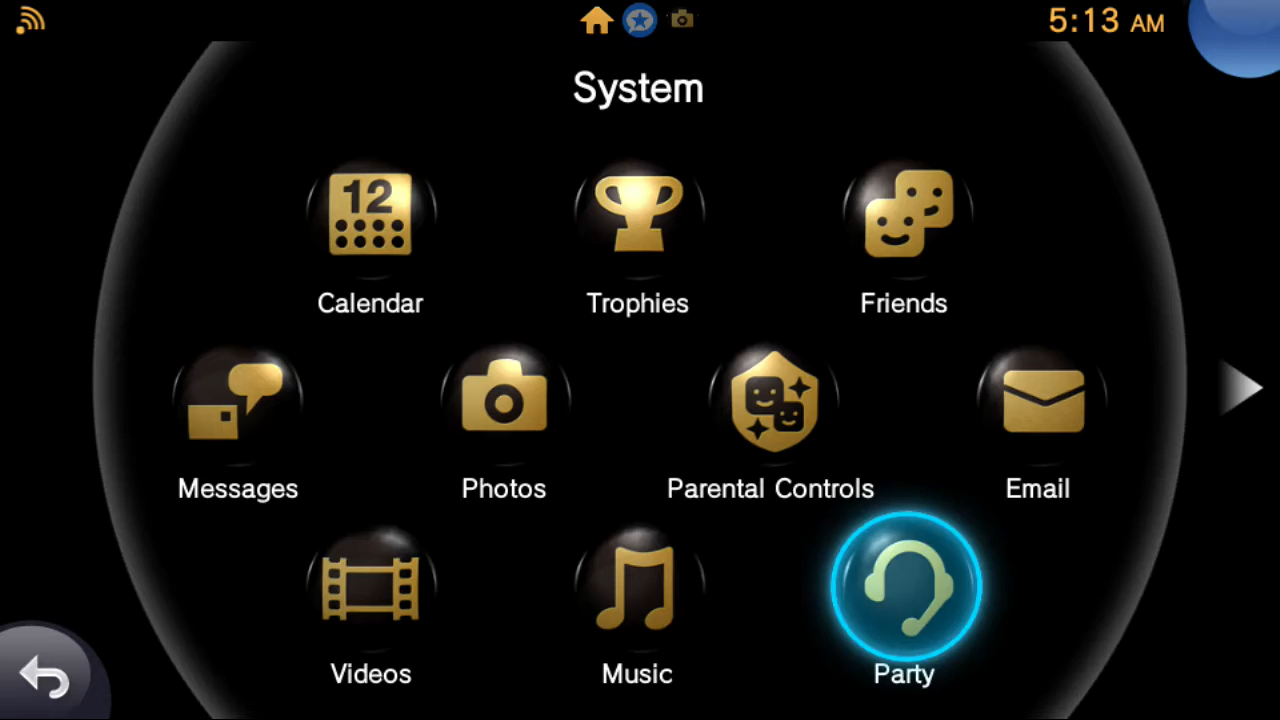 5:13 AM
System
12
Calendar
Trophies
Friends
Messages
Photos
Parental Controls
Email
Videos
Music
Party